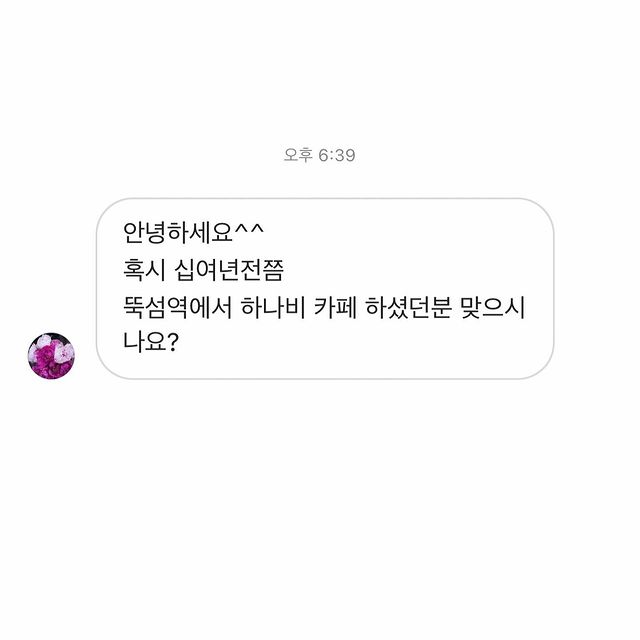 오후 6:39
안녕하세요^^
혹시 십여년전쯤
뚝섬역에서 하나비 카페 하셨던분 맞으시
나요?